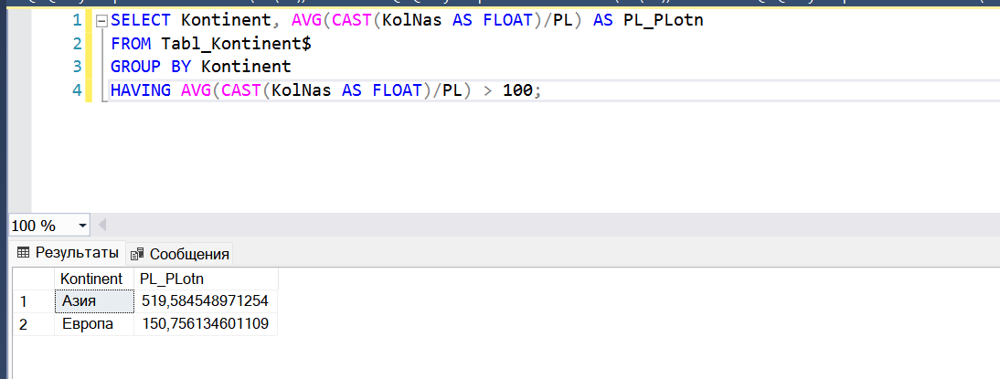 1 SELECT Kontinent, AVG(CAST(KolNas AS FLOAT)/PL) AS PL_PLotn
2 FROM Tabl_Kontinent$
3 GROUP BY Kontinent
4 HAVING AVG(CAST(KolNas AS FLOAT)/PL) > 100;
100 %
Результаты Сообщения
Kontinent PL_PLotn
1 Азия 519,584548971254
2 Европа 150,756134601109